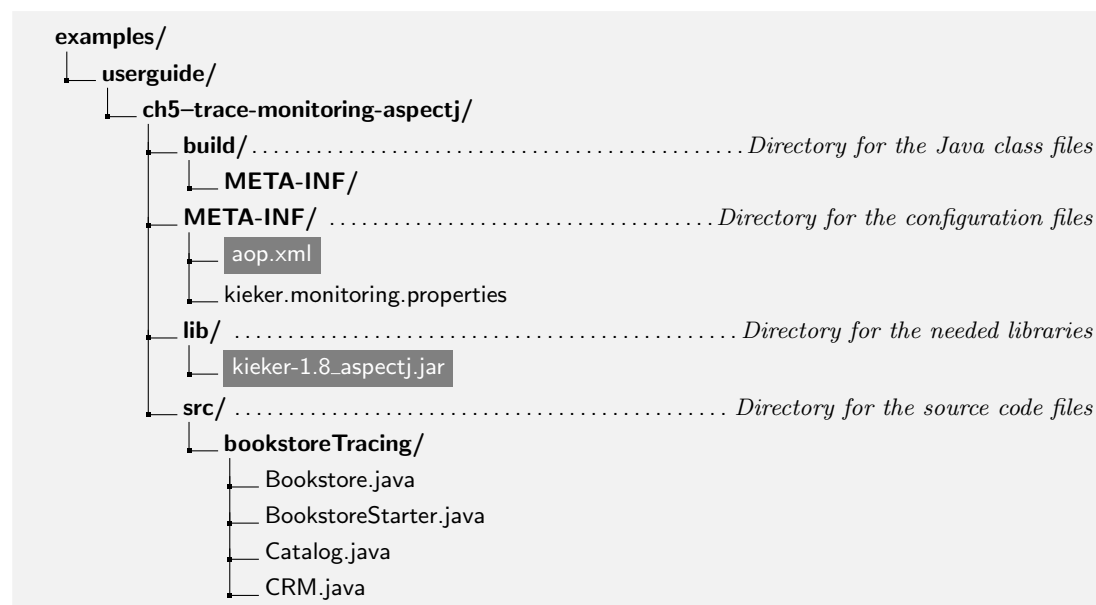 examples/
userguide/
ch5–trace-monitoring-aspectj/
build/ . . . . . . . . . . . . . . . . . . . . . . . . . . . . . . . . . . . . . . . . . . . . . . Directory for the Java class files
META-INF/
META-INF/ . . . . . . . . . . . . . . . . . . . . . . . . . . . . . . . . . . . . Directory for the configuration files
aop.xml
kieker.monitoring.properties
lib/ . . . . . . . . . . . . . . . . . . . . . . . . . . . . . . . . . . . . . . . . . . . . . . . Directory for the needed libraries
kieker-1.8_aspectj.jar
src/ . . . . . . . . . . . . . . . . . . . . . . . . . . . . . . . . . . . . . . . . . . . . . . Directory for the source code files
bookstoreTracing/
Bookstore.java
BookstoreStarter.java
Catalog.java
CRM.java